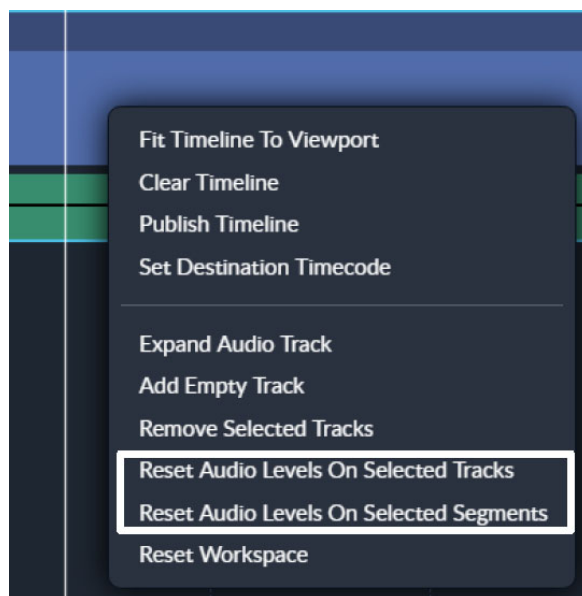 Fit Timeline To Viewport
Clear Timeline
Publish Timeline
Set Destination Timecode
Expand Audio Track
Add Empty Track
Remove Selected Tracks
Reset Audio Levels On Selected Tracks
Reset Audio Levels On Selected Segments
Reset Workspace